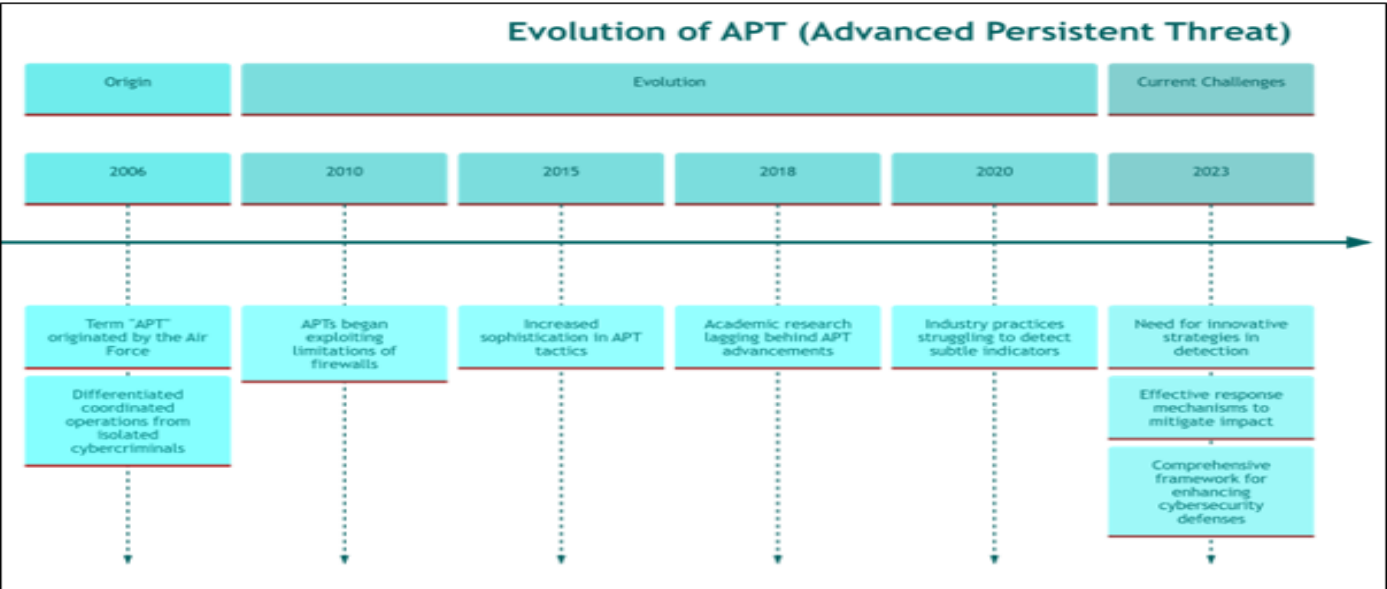 Evolution of APT (Advanced Persistent Threat)
Origin
Evolution
Current Challenges
2006
2010
2015
2018
2020
2023
Term "APT"
originated by the Air
Force
Differentiated
coordinated
operations from
isolated
cybercriminals
APTs began
exploiting
limitations of
firewalls
Increased
sophistication in APT
tactics
Academic research
lagging behind APT
advancements
Industry practices
struggling to detect
subtle indicators
Need for innovative
strategies in
detection
Effective response
mechanisms to
mitigate impact
Comprehensive
framework for
enhancing
cybersecurity
defenses